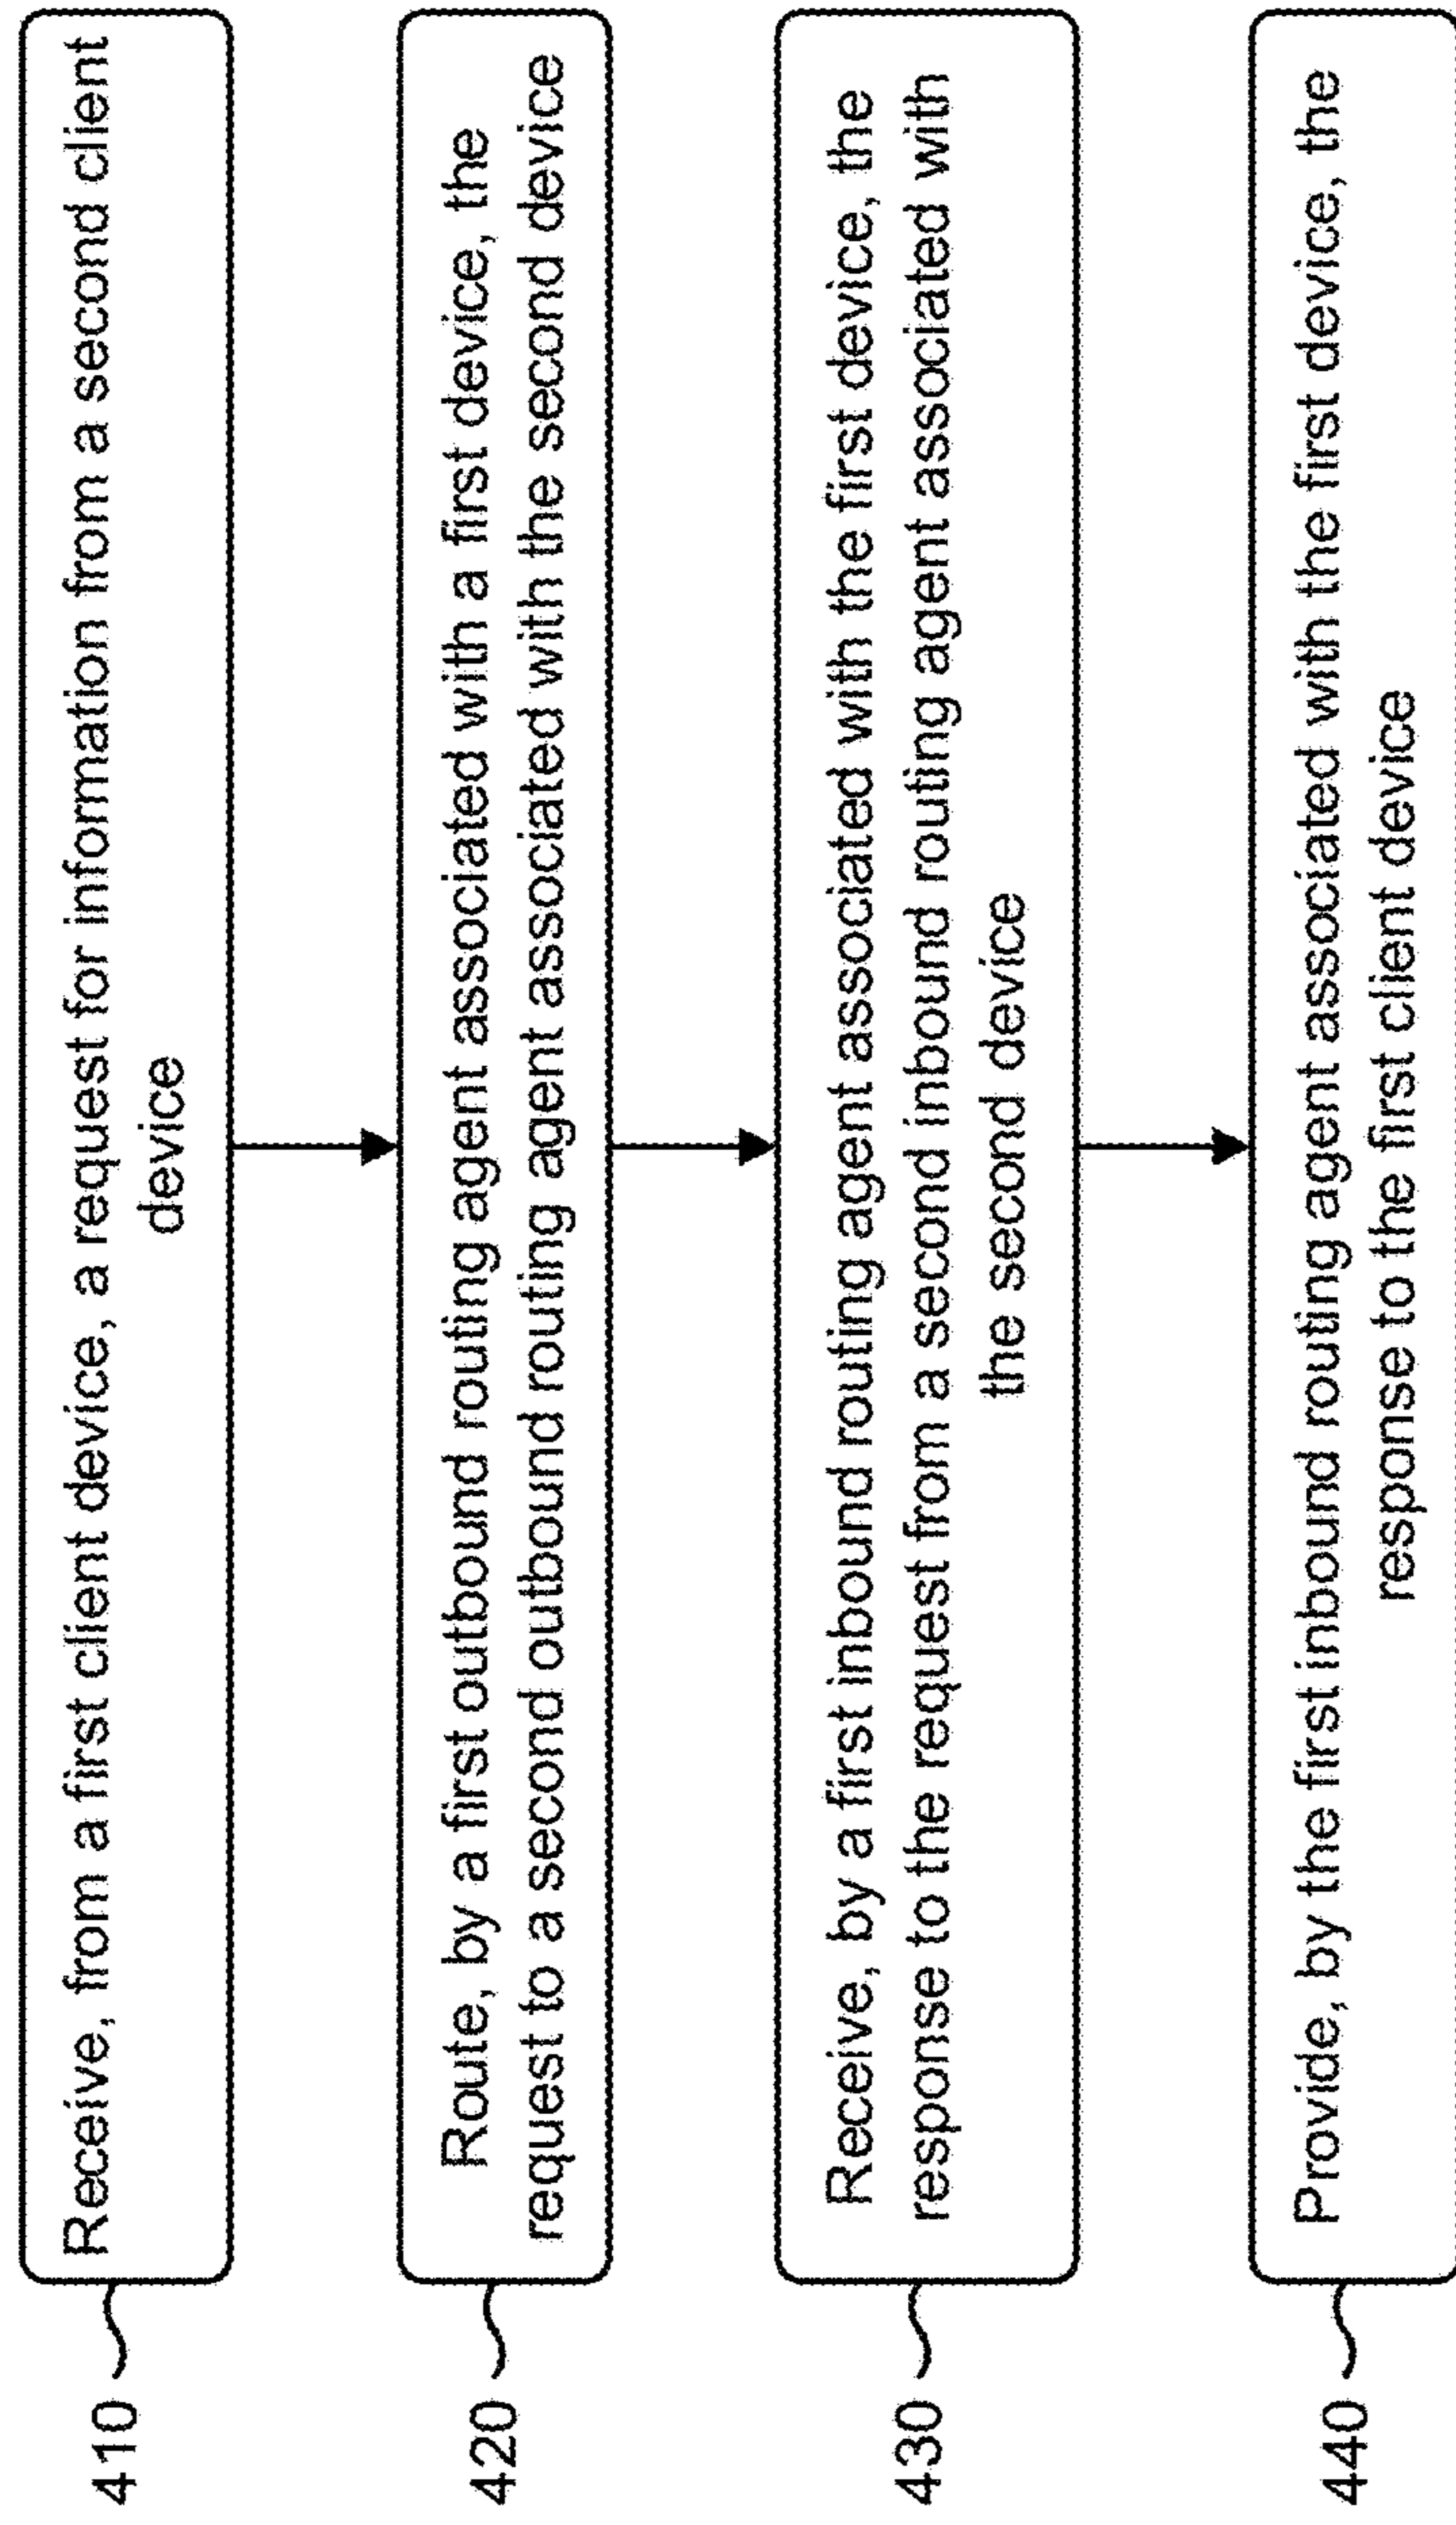 410
Receive, from a first client device, a request for information from a second client
device
420
Route, by a first outbound routing agent associated with a first device, the
request to a second outbound routing agent associated with the second device
430
Receive, by a first inbound routing agent associated with the first device, the
response to the request from a second inbound routing agent associated with
the second device
440
Provide, by the first inbound routing agent associated with the first device, the
response to the first client device